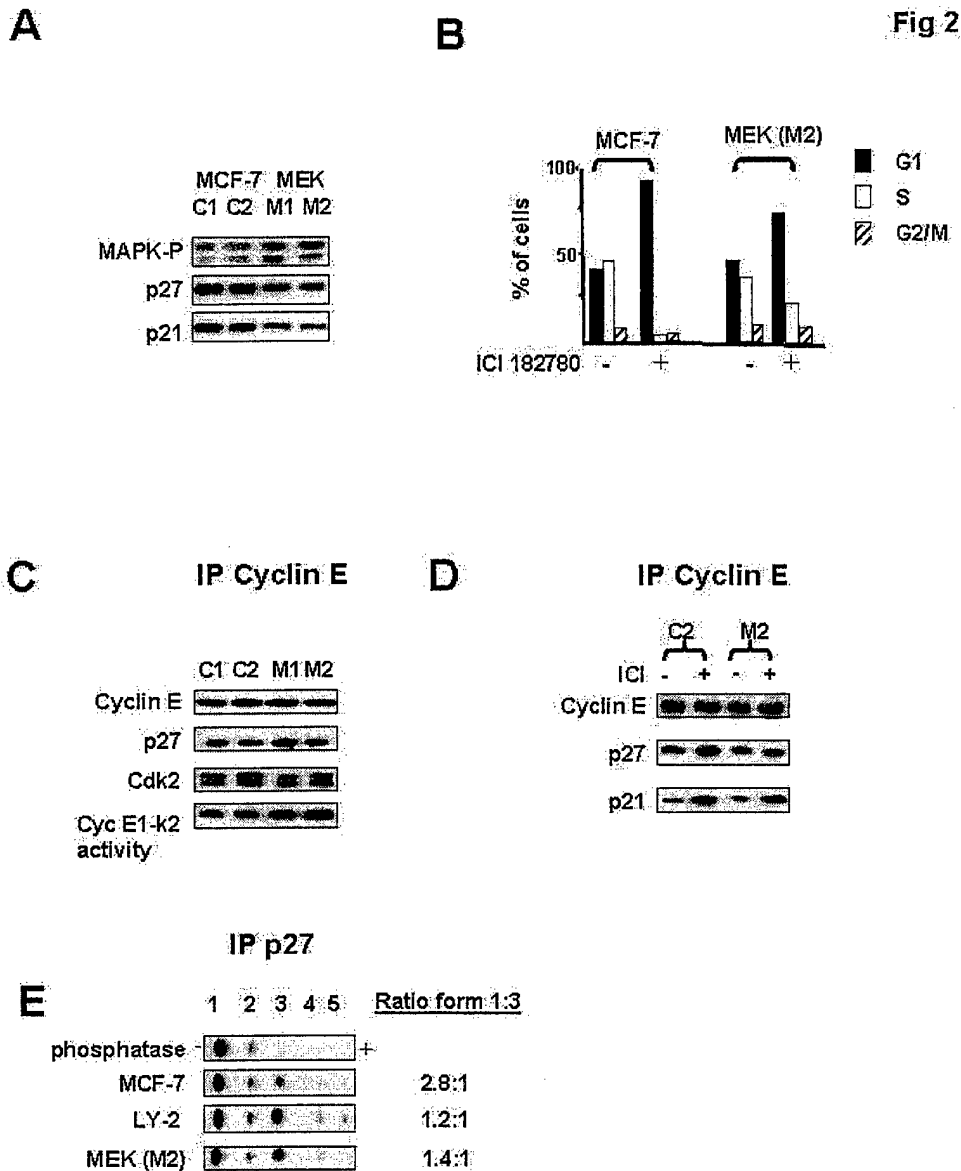 A
B
Fig 2
MCF-7 MEK
C1 C2 M1 M2
MAPK-P
p27
p21
MCF-7 MEK (M2)
100
50
% of cells
G1
S
G2/M
ICI 182780 - + - +
C
IP Cyclin E
C1 C2 M1 M2
Cyclin E
p27
Cdk2
Cyc E1-k2
activity
D
IP Cyclin E
C2 M2
ICI - + - +
Cyclin E
p27
p21
IP p27
E
1 2 3 4 5 Ratio form 1:3
phosphatase - +
MCF-7 2.8:1
LY-2 1.2:1
MEK (M2) 1.4:1